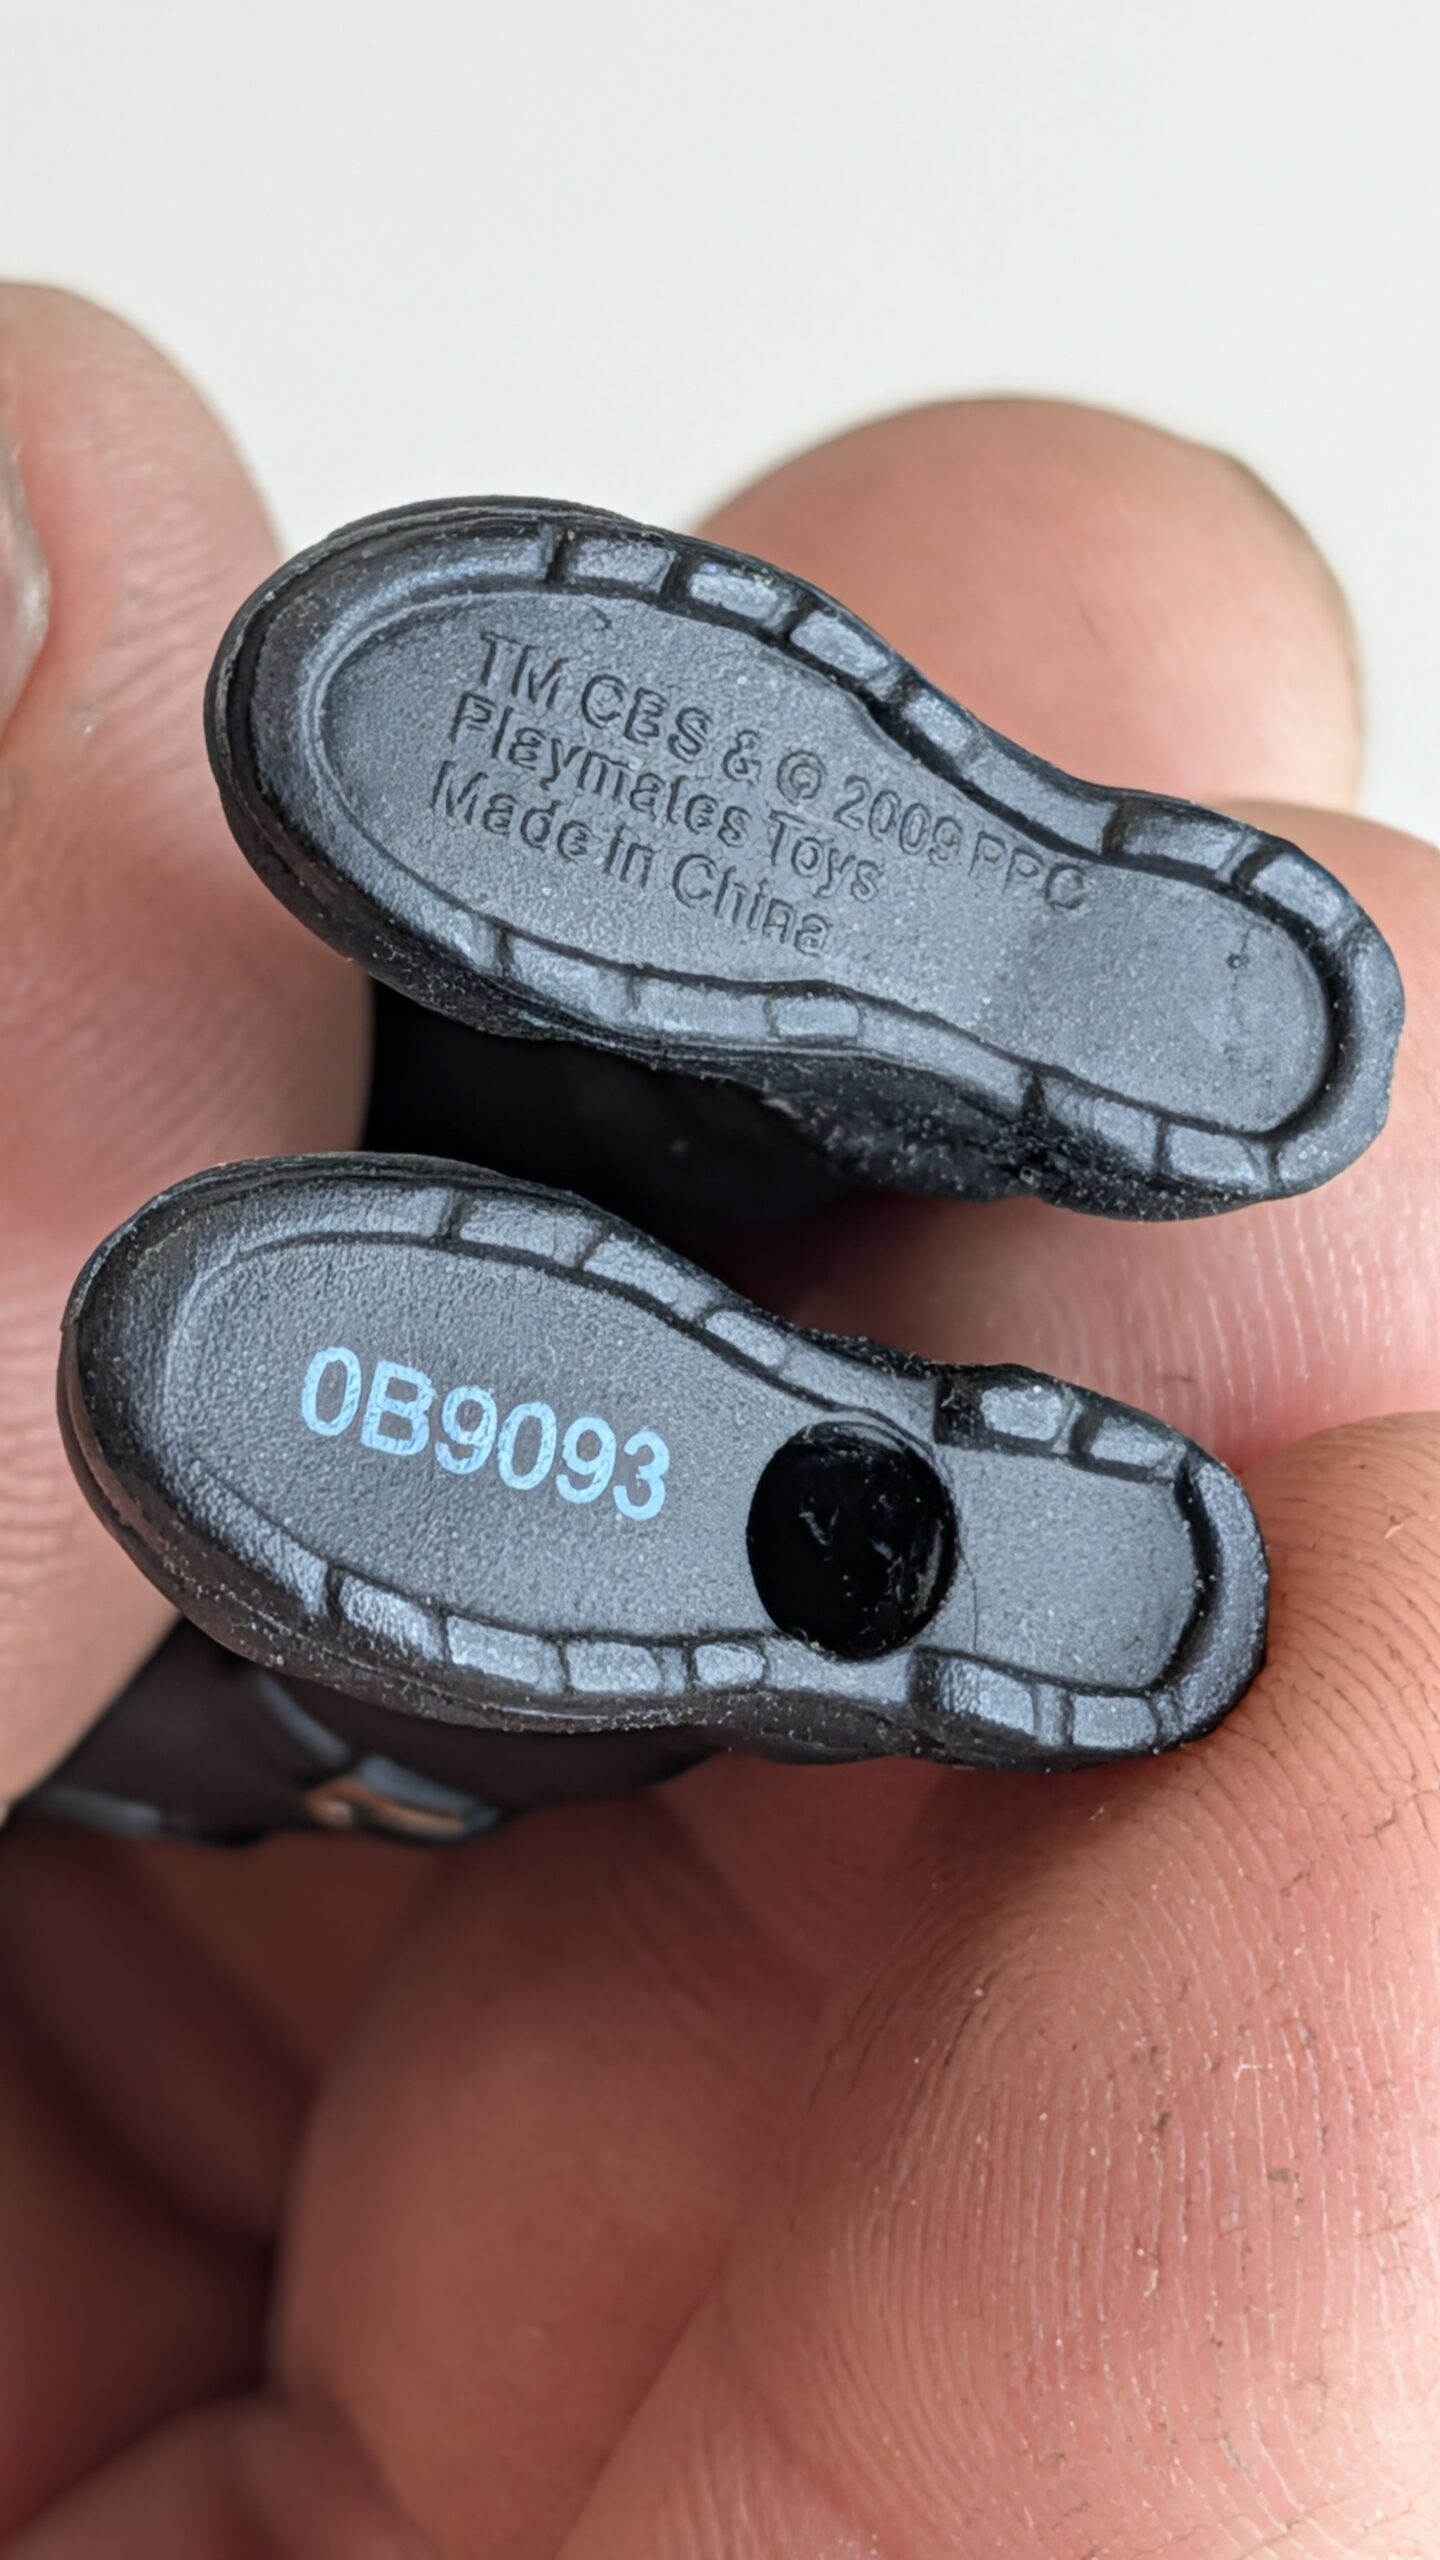 TM CBS & © 2009 PPC
Playmates Toys
Made in China
0B9093